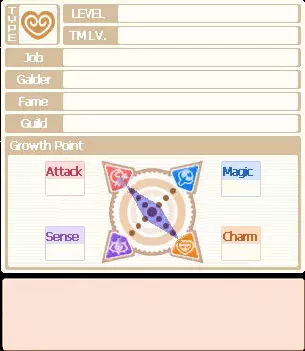 TYPE
LEVEL
TM LV.
Job
Galder
Fame
Guild
Growth Point
Attack
Magic
Sense
Charm